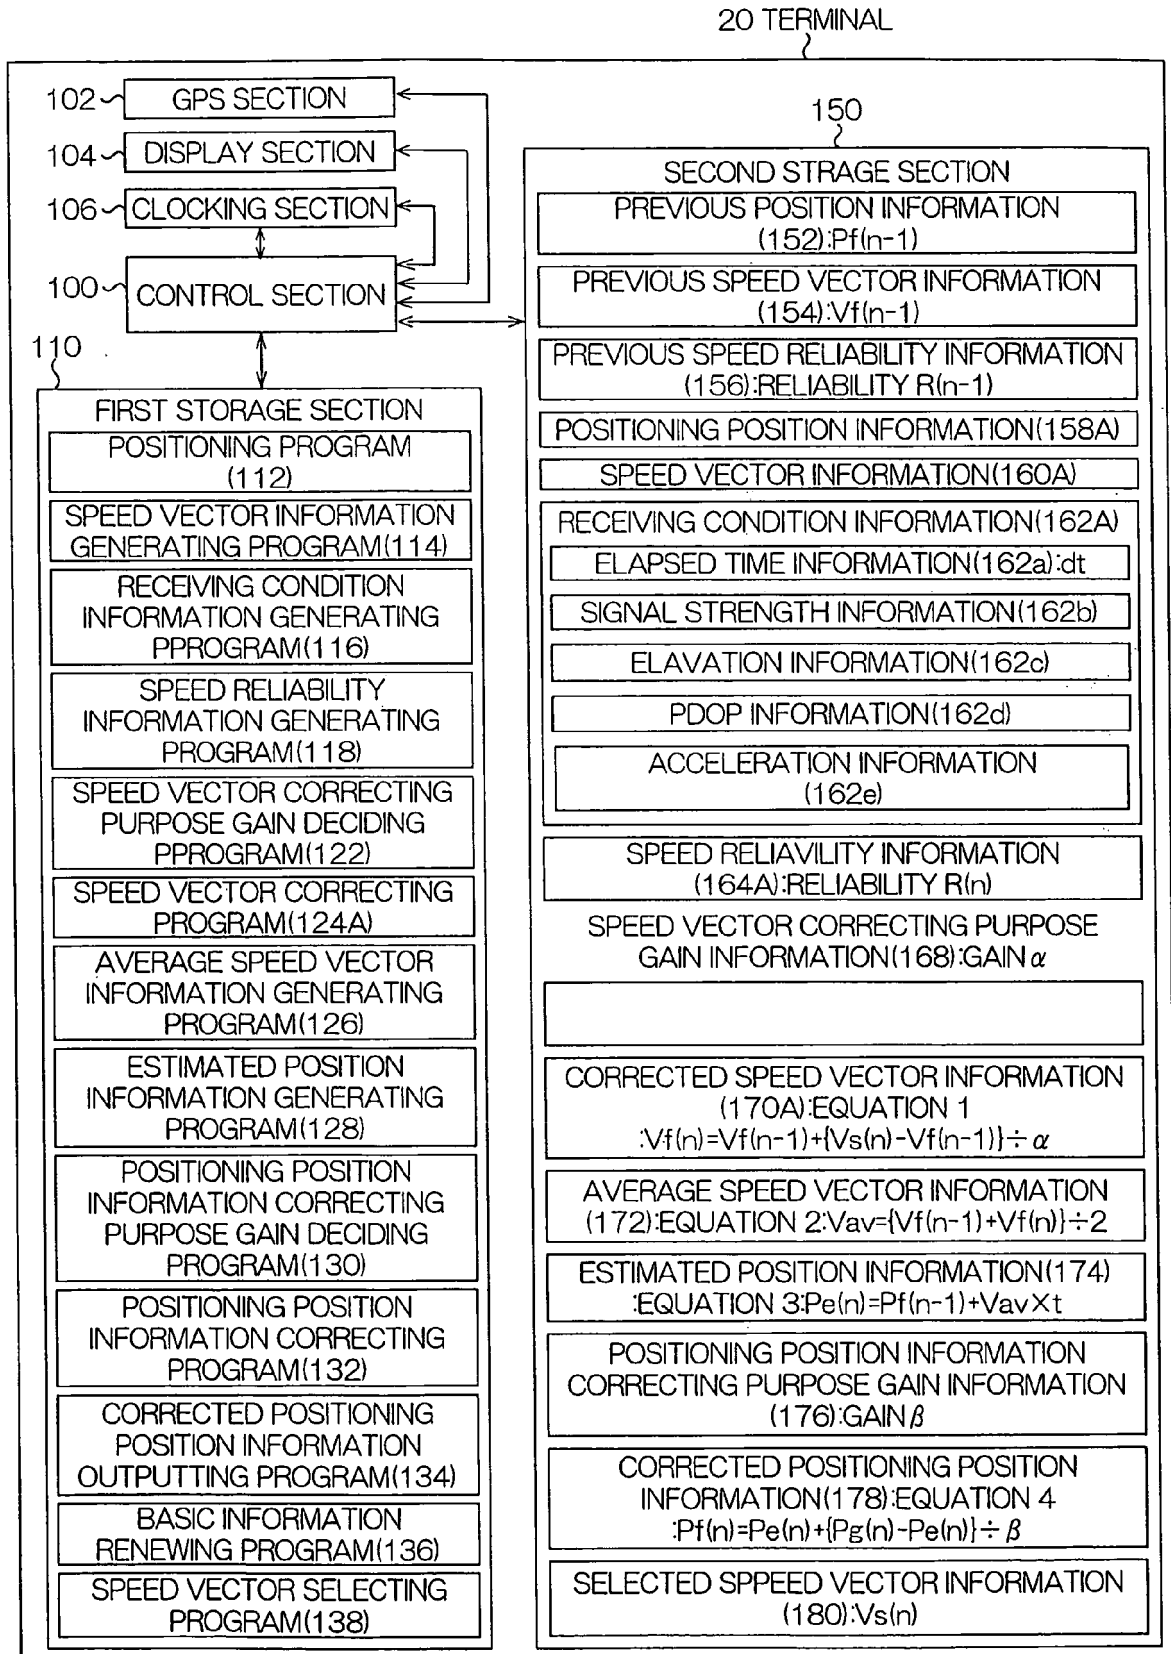 20 TERMINAL
102
GPS SECTION
104
DISPLAY SECTION
106
CLOCKING SECTION
100
CONTROL SECTION
110
FIRST STORAGE SECTION
POSITIONING PROGRAM
(112)
SPEED VECTOR INFORMATION
GENERATING PROGRAM(114)
RECEIVING CONDITION
INFORMATION GENERATING
PPROGRAM(116)
SPEED RELIABILITY
INFORMATION GENERATING
PROGRAM(118)
SPEED VECTOR CORRECTING
PURPOSE GAIN DECIDING
PPROGRAM(122)
SPEED VECTOR CORRECTING
PROGRAM(124A)
AVERAGE SPEED VECTOR
INFORMATION GENERATING
PROGRAM(126)
ESTIMATED POSITION
INFORMATION GENERATING
PROGRAM(128)
POSITIONING POSITION
INFORMATION CORRECTING
PURPOSE GAIN DECIDING
PROGRAM(130)
POSITIONING POSITION
INFORMATION CORRECTING
PROGRAM(132)
CORRECTED POSITIONING
POSITION INFORMATION
OUTPUTTING PROGRAM(134)
BASIC INFORMATION
RENEWING PROGRAM(136)
SPEED VECTOR SELECTING
PROGRAM(138)
150
SECOND STRAGE SECTION
PREVIOUS POSITION INFORMATION
(152):Pf(n-1)
PREVIOUS SPEED VECTOR INFORMATION
(154):Vf(n-1)
PREVIOUS SPEED RELIABILITY INFORMATION
(156):RELIABILITY R(n-1)
POSITIONING POSITION INFORMATION(158A)
SPEED VECTOR INFORMATION(160A)
RECEIVING CONDITION INFORMATION(162A)
ELAPSED TIME INFORMATION(162a):dt
SIGNAL STRENGTH INFORMATION(162b)
ELAVATION INFORMATION(162c)
PDOP INFORMATION(162d)
ACCELERATION INFORMATION
(162e)
SPEED RELIAVILITY INFORMATION
(164A):RELIABILITY R(n)
SPEED VECTOR CORRECTING PURPOSE
GAIN INFORMATION(168):GAIN α
CORRECTED SPEED VECTOR INFORMATION
(170A):EQUATION 1
:Vf(n)=Vf(n-1)+{Vs(n)-Vf(n-1)}÷α
AVERAGE SPEED VECTOR INFORMATION
(172):EQUATION 2:Vav={Vf(n-1)+Vf(n)}÷2
ESTIMATED POSITION INFORMATION(174)
:EQUATION 3:Pe(n)=Pf(n-1)+Vav×t
POSITIONING POSITION INFORMATION
CORRECTING PURPOSE GAIN INFORMATION
(176):GAIN β
CORRECTED POSITIONING POSITION
INFORMATION(178):EQUATION 4
:Pf(n)=Pe(n)+{Pg(n)-Pe(n)}÷β
SELECTED SPPEED VECTOR INFORMATION
(180):Vs(n)